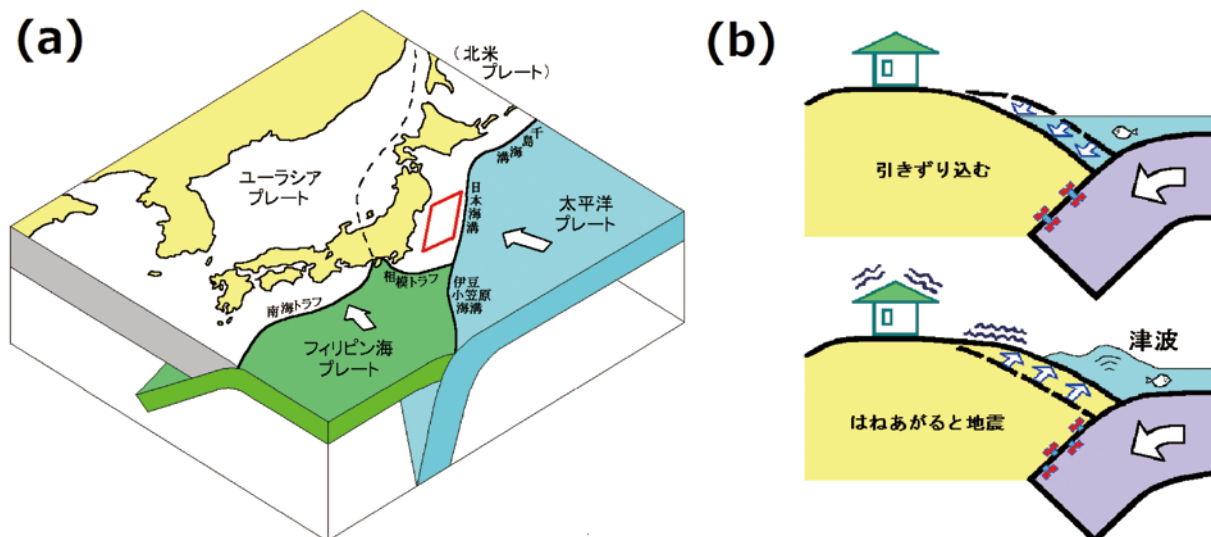 (a)
(北米
プレート)
千島海溝
ユーラシア
プレート
日本海溝
太平洋
プレート
相模トラフ
伊豆
小笠原
海溝
南海トラフ
フィリピン海
プレート
(b)
引きずり込む
津波
はねあがると地震